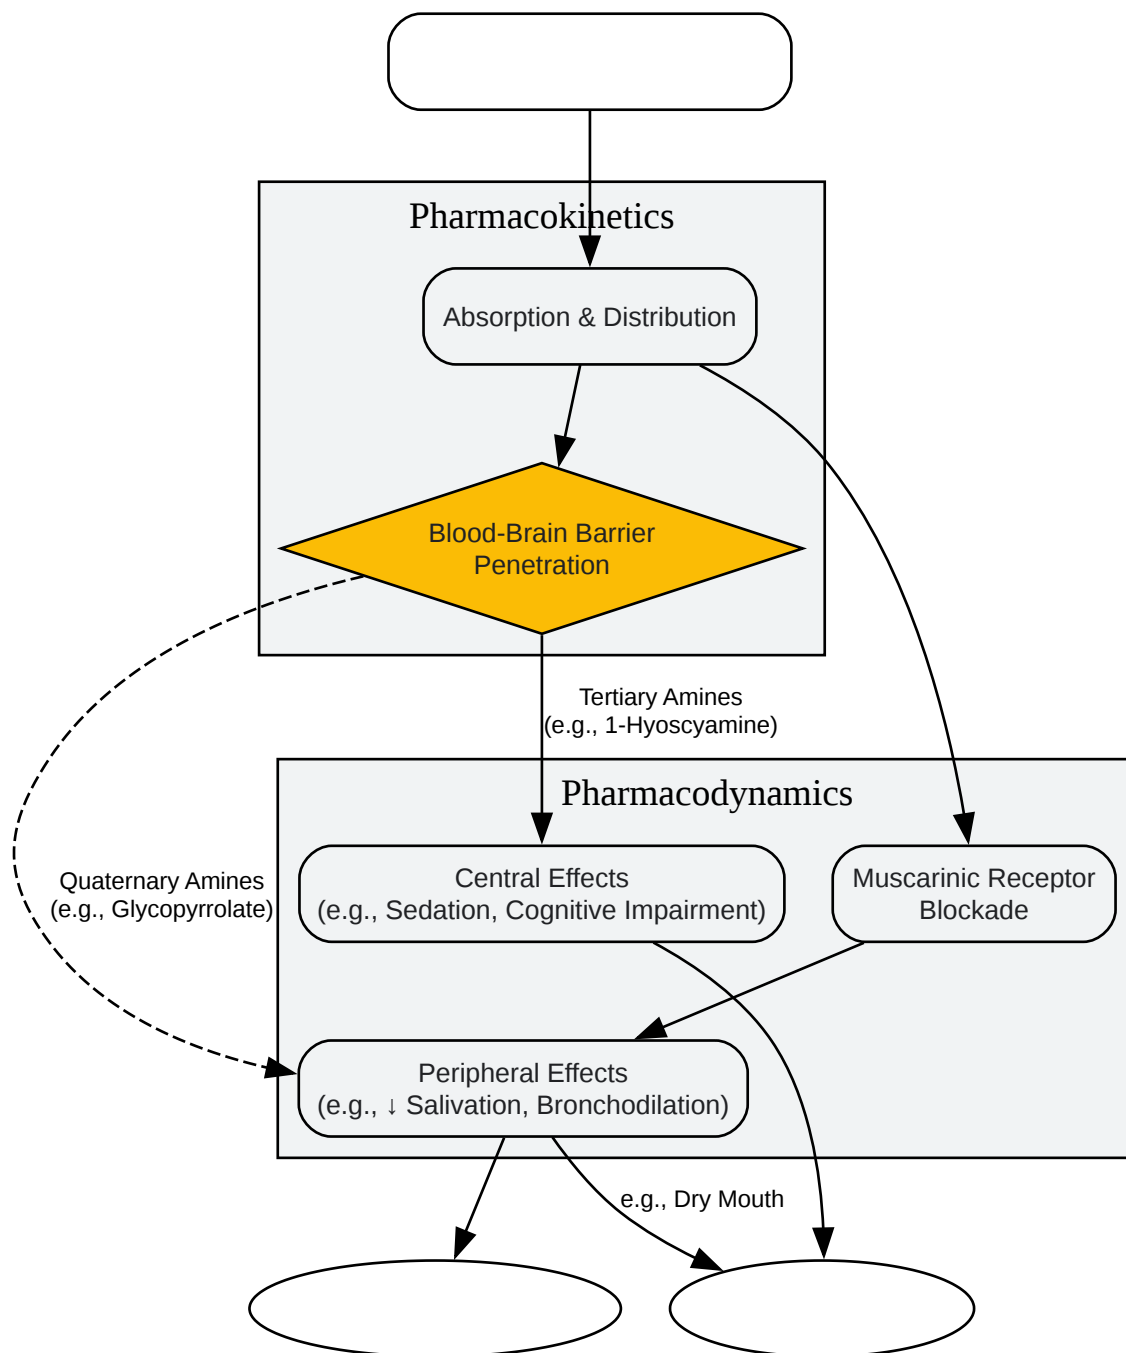 Pharmacokinetics
Absorption & Distribution
Blood-Brain Barrier
Penetration
Tertiary Amines
(e.g., 1-Hyoscyamine)
Pharmacodynamics
Quaternary Amines
(e.g., Glycopyrrolate)
Central Effects
(e.g., Sedation, Cognitive Impairment)
Muscarinic Receptor
Blockade
Peripheral Effects
(e.g., ↓ Salivation, Bronchodilation)
e.g., Dry Mouth